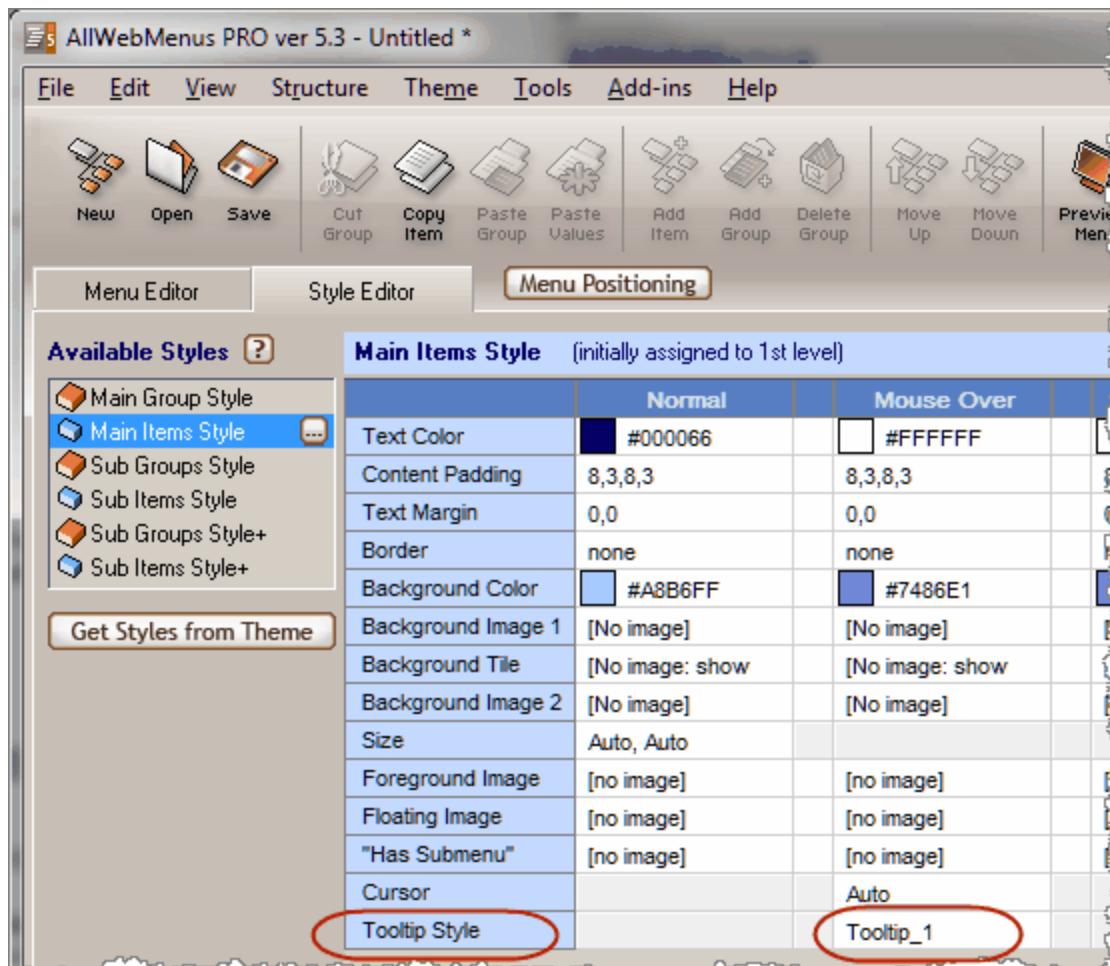 AllWebMenus PRO ver 5.3 - Untitled *
File Edit View Structure Theme Tools Add-ins Help
New Open Save Cut Group Copy Item Paste Group Paste Values Add Item Add Group Delete Group Move Up Move Down
Menu Editor Style Editor Menu Positioning
Available Styles ?
Main Group Style
Main Items Style ...
Sub Groups Style
Sub Items Style
Sub Groups Style+
Sub Items Style+
Get Styles from Theme
Main Items Style (initially assigned to 1st level)
Normal Mouse Over
Text Color #000066 #FFFFFF
Content Padding 8,3,8,3 8,3,8,3
Text Margin 0,0 0,0
Border none none
Background Color #A8B6FF #7486E1
Background Image 1 [No image] [No image]
Background Tile [No image: show [No image: show
Background Image 2 [No image] [No image]
Size Auto, Auto
Foreground Image [no image] [no image]
Floating Image [no image] [no image]
"Has Submenu" [no image] [no image]
Cursor Auto
Tooltip Style Tooltip_1